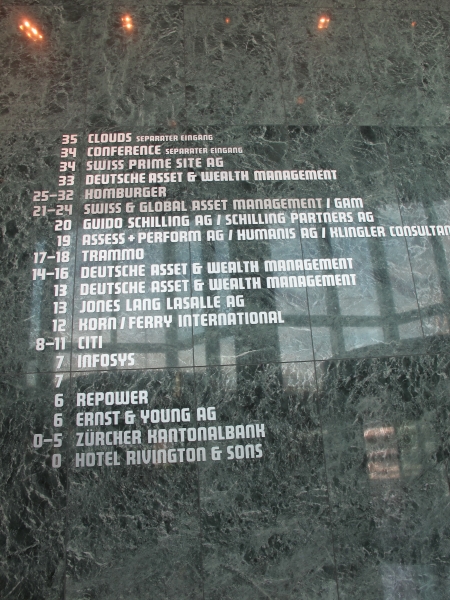 35 CLOUDS SEPARATER EINGANG
34 CONFERENCE SEPARATER EINGANG
34 SWISS PRIME SITE AG
33 DEUTSCHE ASSET & WEALTH MANAGEMENT
25-32 HOMBURGER
21-24 SWISS & GLOBAL ASSET MANAGEMENT / GAM
20 GUIDO SCHILLING AG / SCHILLING PARTNERS AG
19 ASSESS + PERFORM AG / HUMANIS AG / KLINGLER CONSULTAN
17-18 TRAMMO
14-16 DEUTSCHE ASSET & WEALTH MANAGEMENT
13 DEUTSCHE ASSET & WEALTH MANAGEMENT
13 JONES LANG LASALLE AG
12 KORN / FERRY INTERNATIONAL
8-11 CITI
7 INFOSYS
7
6 REPOWER
6 ERNST & YOUNG AG
0-5 ZÜRCHER KANTONALBANK
0 HOTEL RIVINGTON & SONS